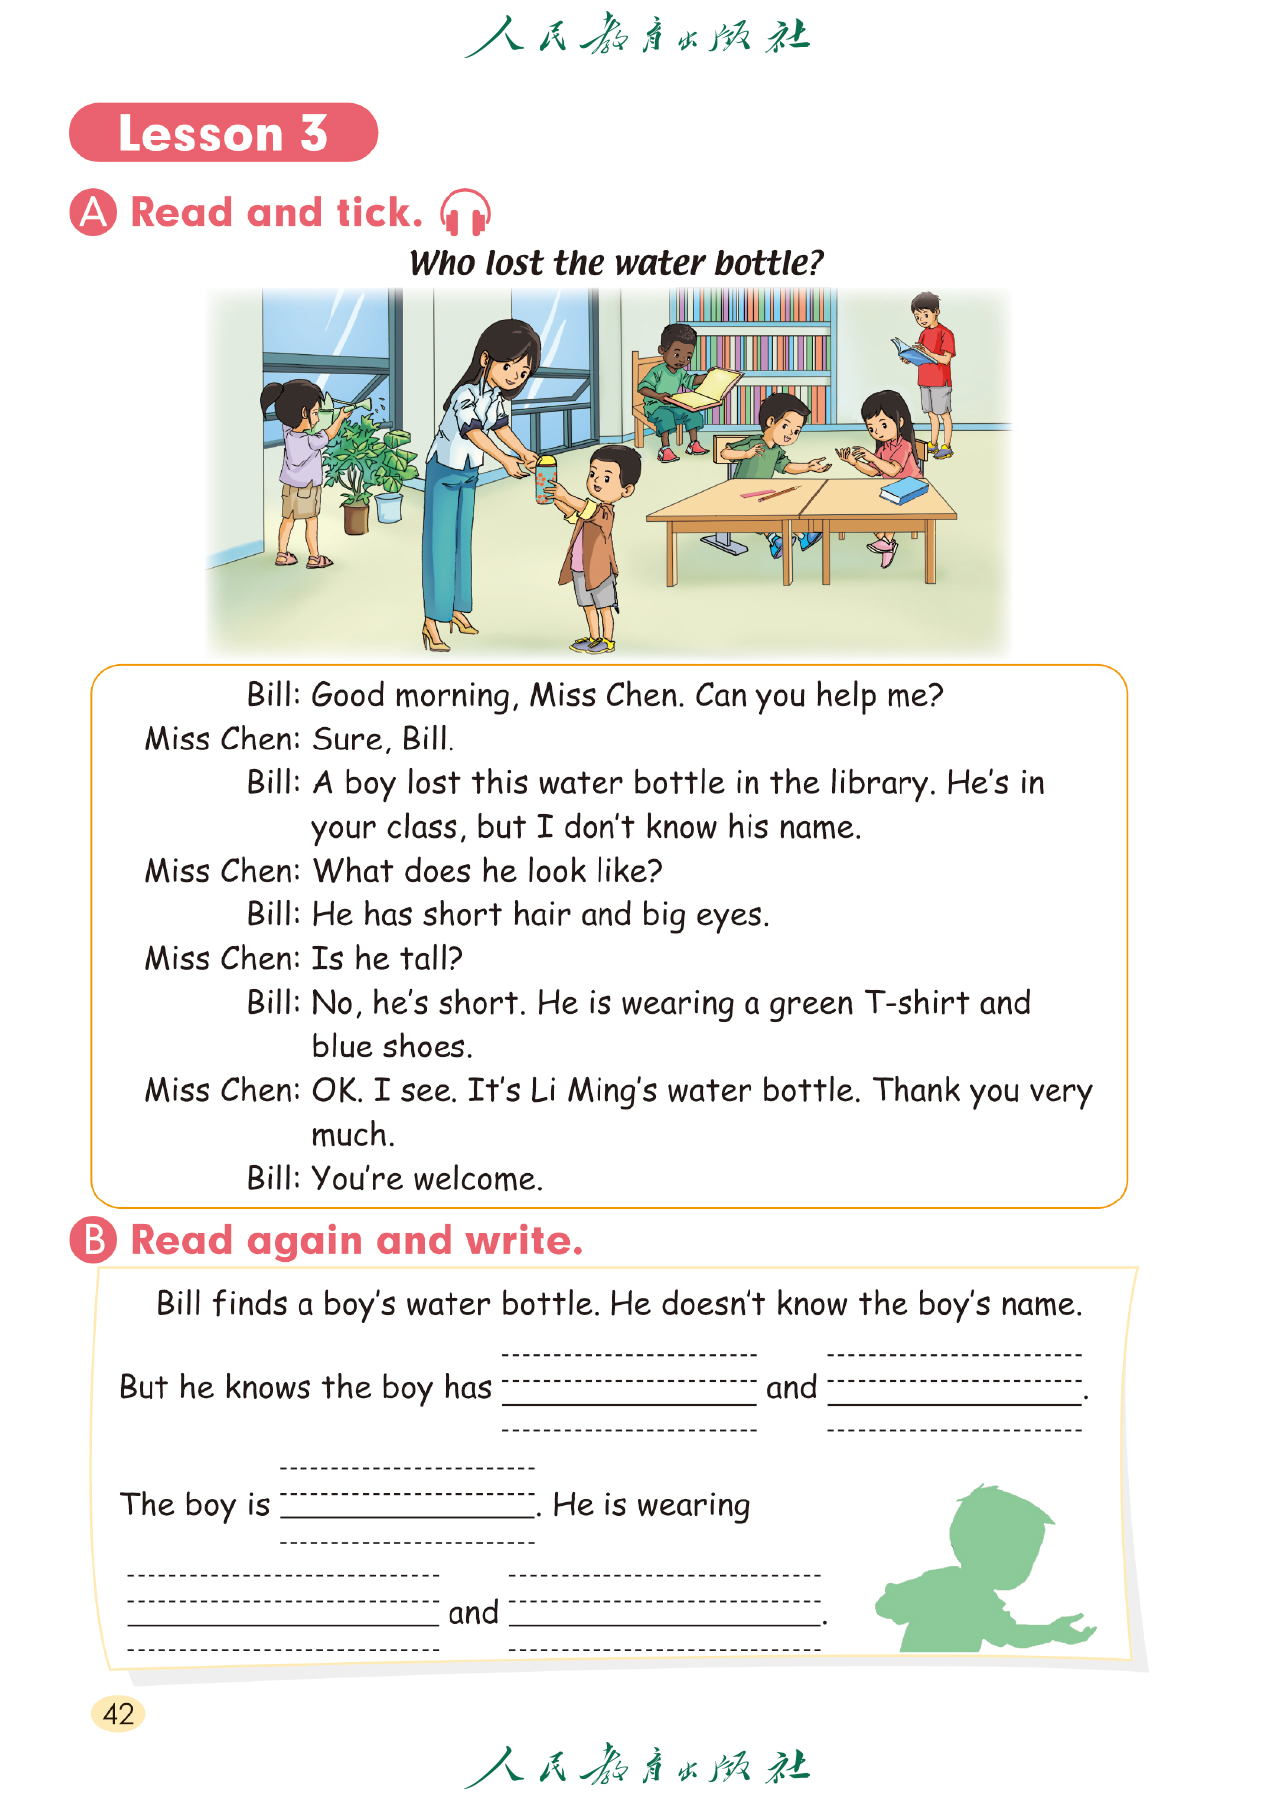 人民教育出版社
Lesson 3
A Read and tick.
Who lost the water bottle?
Bill: Good morning, Miss Chen. Can you help me?
Miss Chen: Sure, Bill.
Bill: A boy lost this water bottle in the library. He's in
your class, but I don't know his name.
Miss Chen: What does he look like?
Bill: He has short hair and big eyes.
Miss Chen: Is he tall?
Bill: No, he's short. He is wearing a green T-shirt and
blue shoes.
Miss Chen: OK. I see. It's Li Ming's water bottle. Thank you very
much.
Bill: You're welcome.
B Read again and write.
Bill finds a boy's water bottle. He doesn't know the boy's name.
But he knows the boy has and .
The boy is . He is wearing
and .
42
人民教育出版社